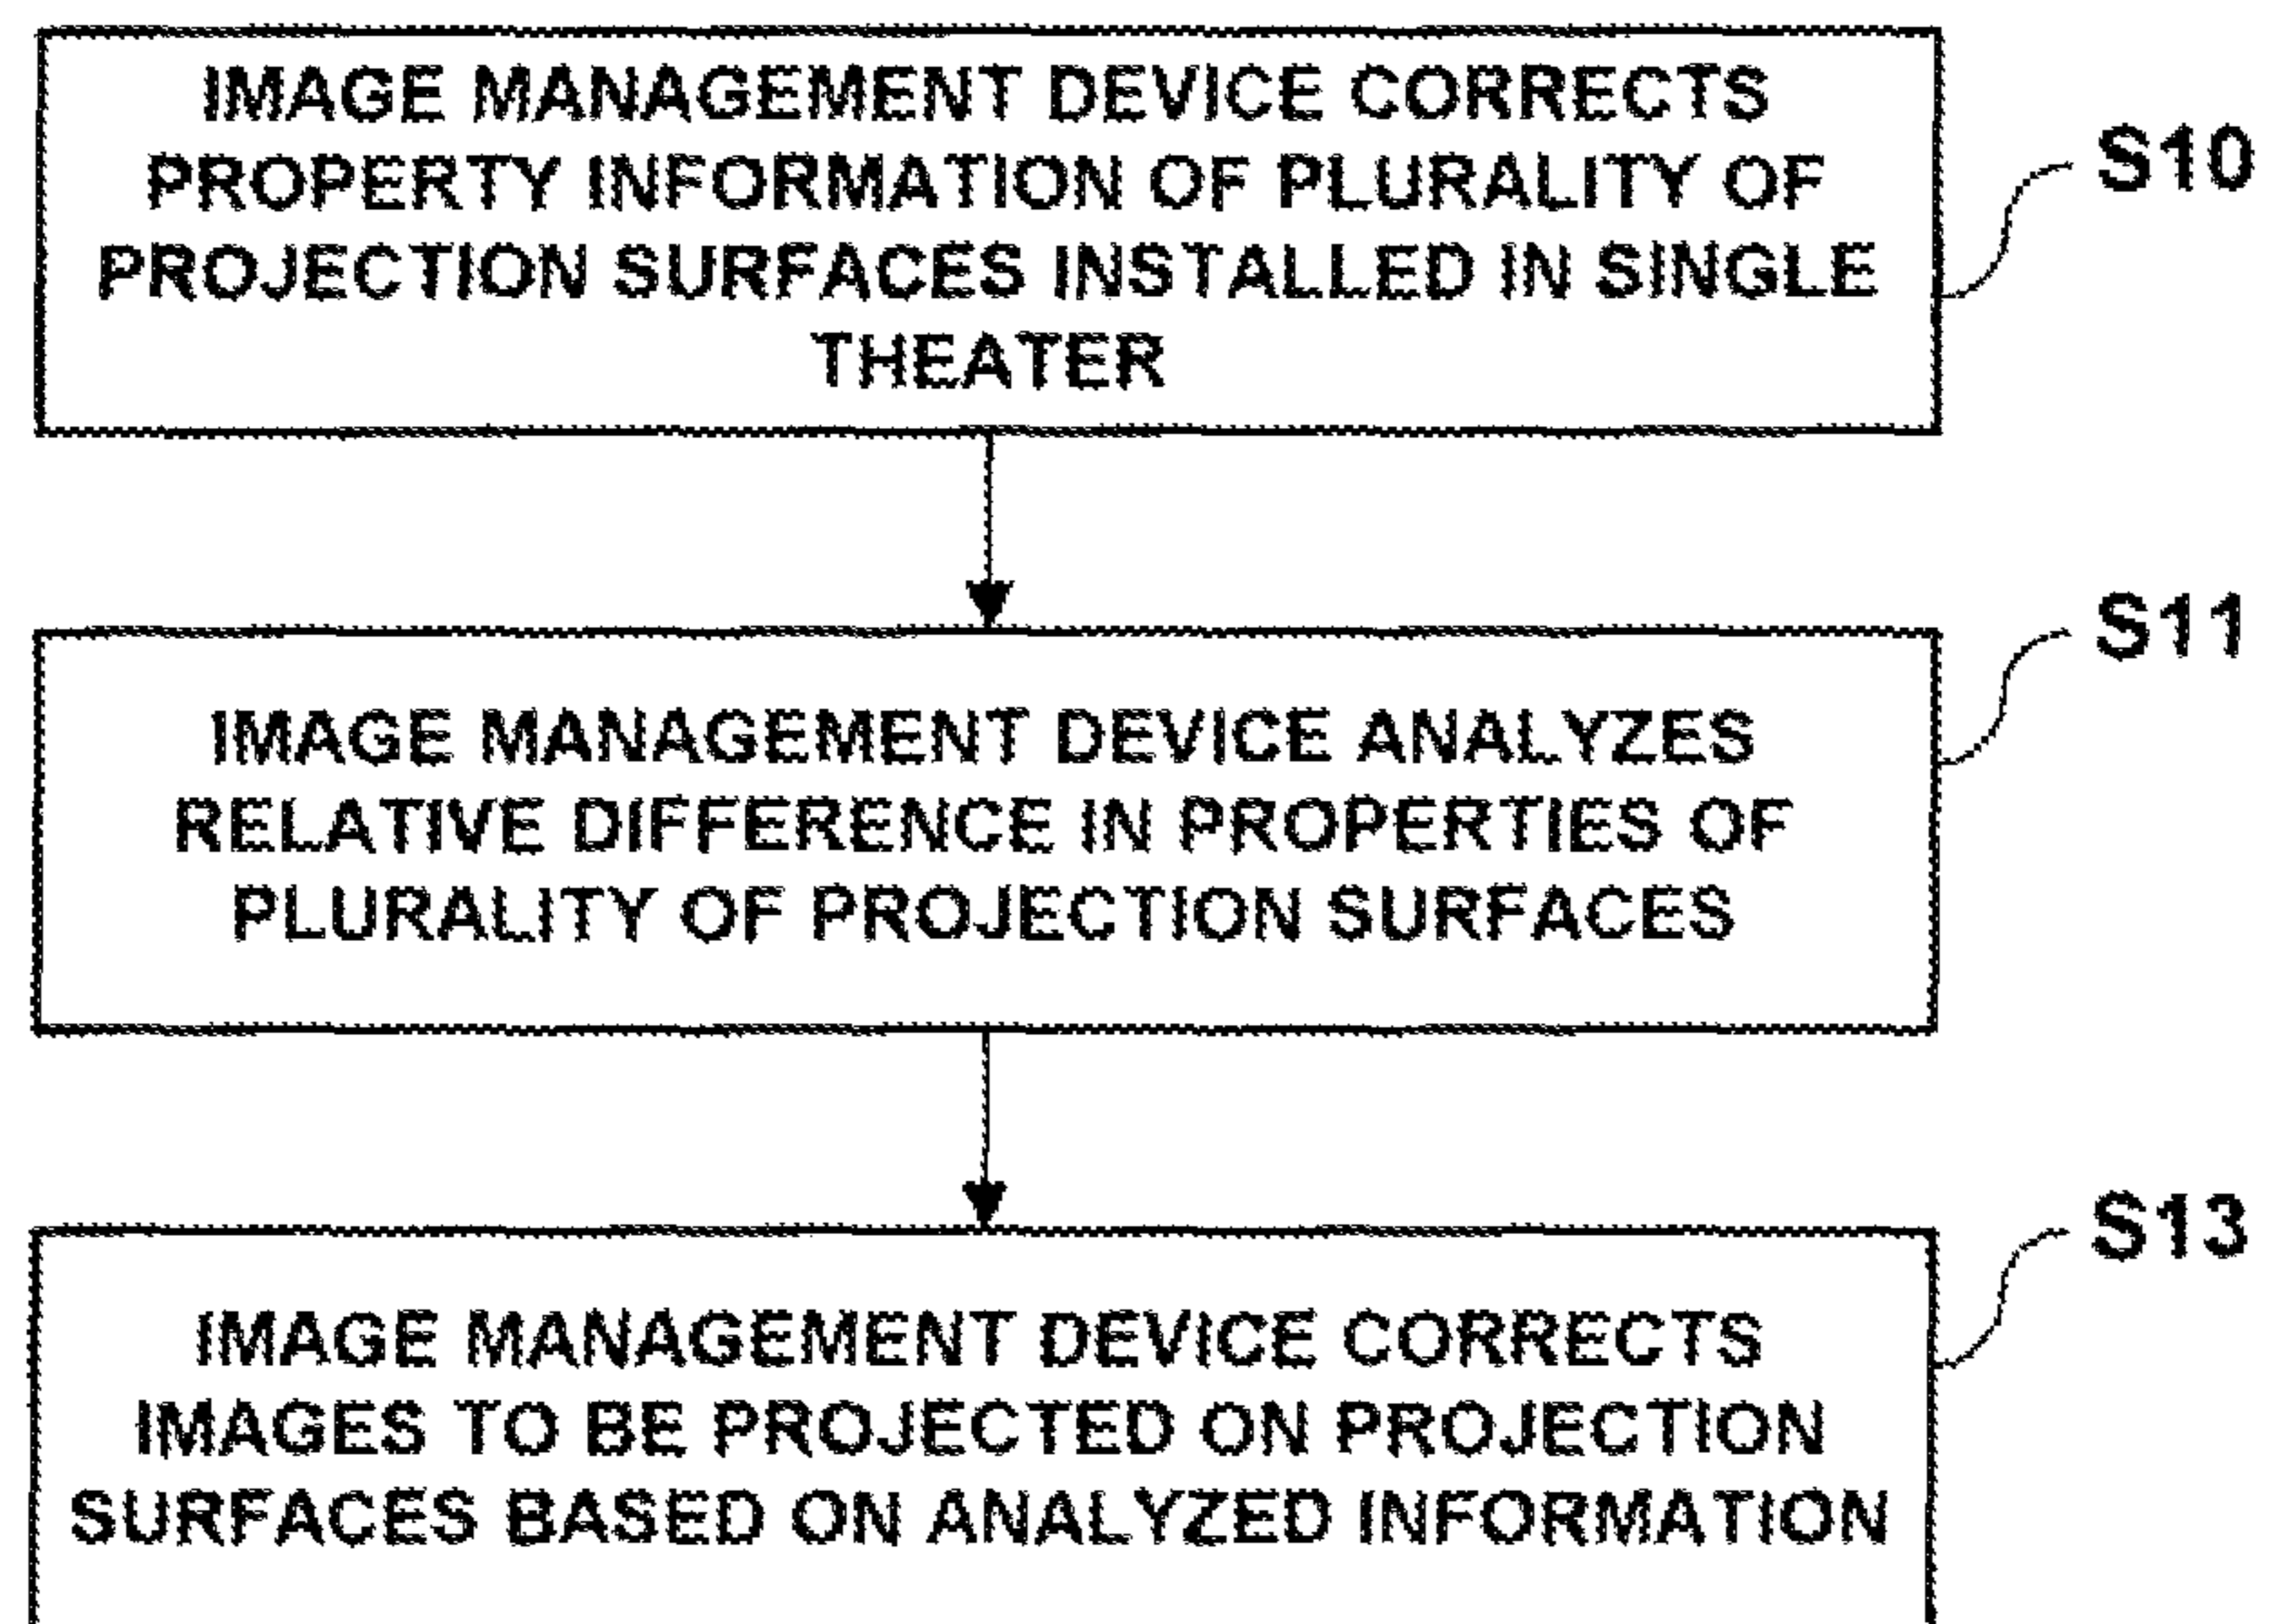 IMAGE MANAGEMENT DEVICE CORRECTS
PROPERTY INFORMATION OF PLURALITY OF
PROJECTION SURFACES INSTALLED IN SINGLE
THEATER
S10
S11
IMAGE MANAGEMENT DEVICE ANALYZES
RELATIVE DIFFERENCE IN PROPERTIES OF
PLURALITY OF PROJECTION SURFACES
S13
IMAGE MANAGEMENT DEVICE CORRECTS
IMAGES TO BE PROJECTED ON PROJECTION
SURFACES BASED ON ANALYZED INFORMATION